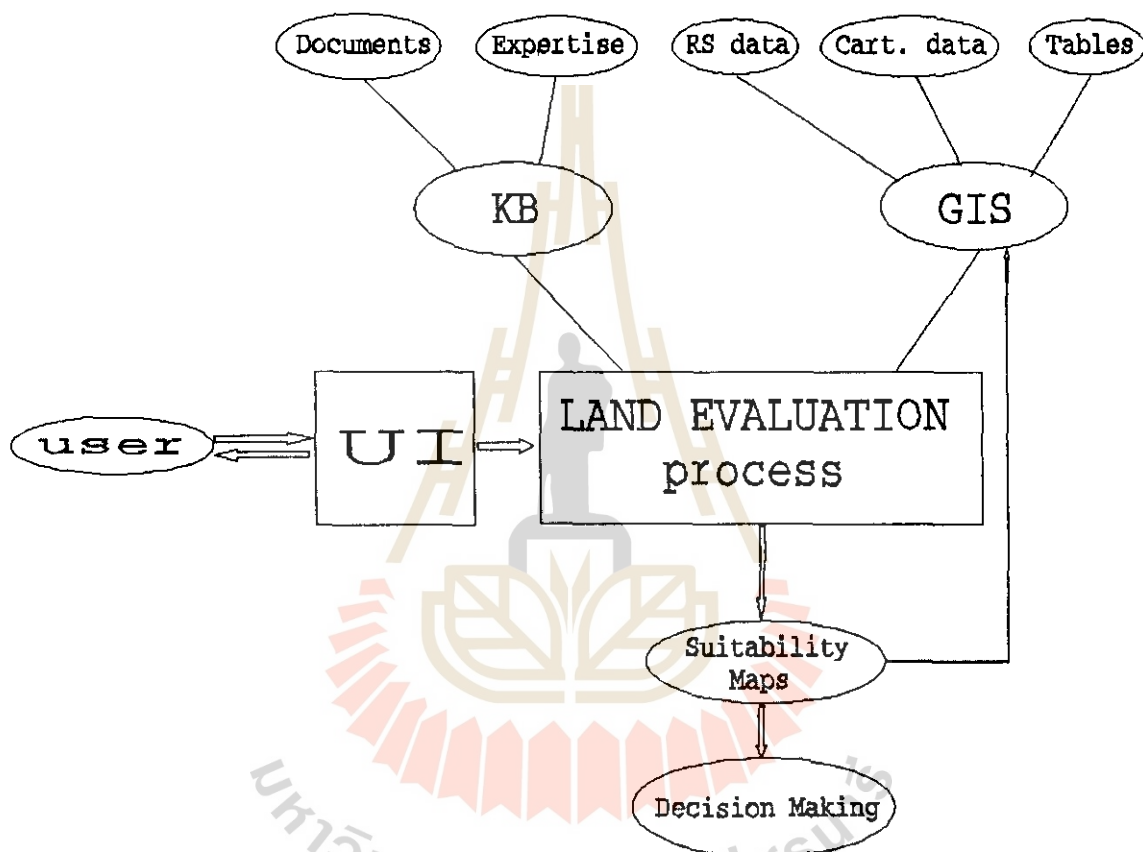 Documents
Expertise
RS data
Cart. data
Tables
KB
GIS
user
UI
LAND EVALUATION
process
Suitability
Maps
Decision Making